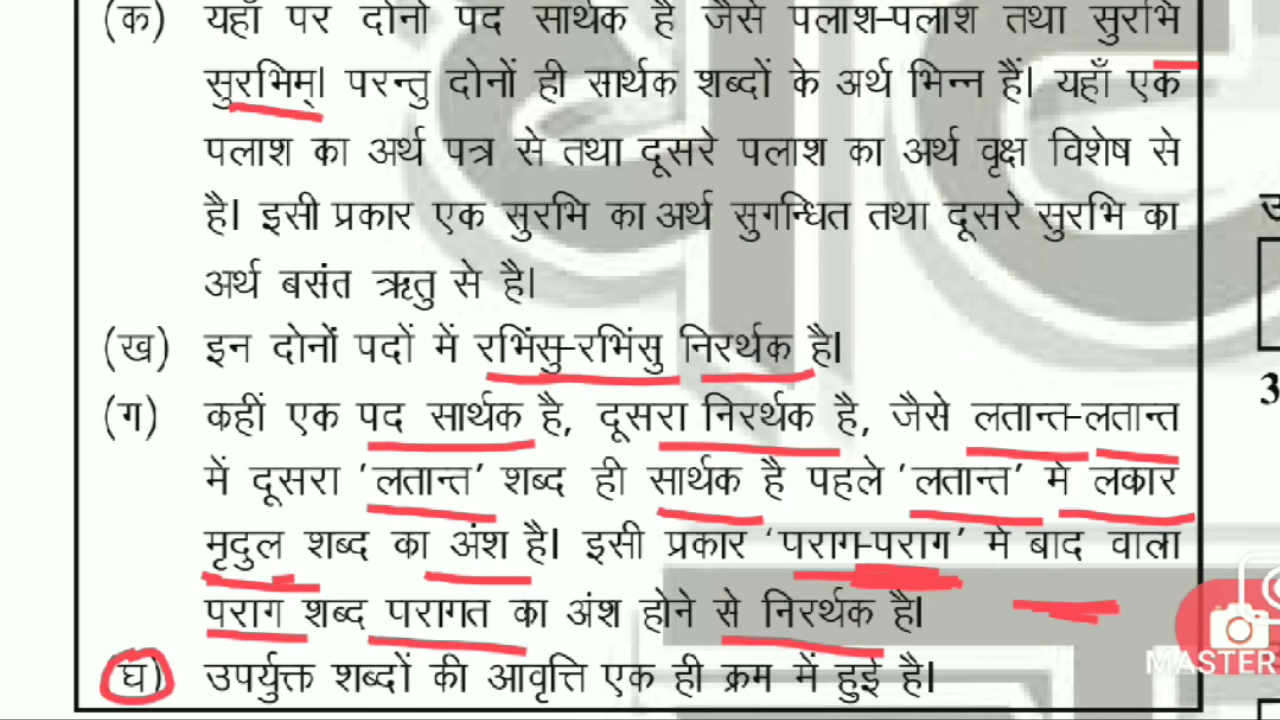 (क) यहाँ पर दोनों पद सार्थक है जैसे पलाश-पलाश तथा सुरभिं
सुरभिम्। परन्तु दोनों ही सार्थक शब्दों के अर्थ भिन्न हैं। यहाँ एक
पलाश का अर्थ पत्र से तथा दूसरे पलाश का अर्थ वृक्ष विशेष से
है। इसी प्रकार एक सुरभि का अर्थ सुगन्धित तथा दूसरे सुरभि का
अर्थ बसंत ऋतु से है।
(ख) इन दोनों पदों में रभिंसु-रभिंसु निरर्थक है।
(ग) कहीं एक पद सार्थक है, दूसरा निरर्थक है, जैसे लतान्त-लतान्त
में दूसरा 'लतान्त' शब्द ही सार्थक है पहले 'लतान्त' मे लकार
मृदुल शब्द का अंश है। इसी प्रकार 'पराग-पराग' मे बाद वाला
पराग शब्द परागत का अंश होने से निरर्थक है।
घ) उपर्युक्त शब्दों की आवृत्ति एक ही क्रम में हुई है।
3
MASTER